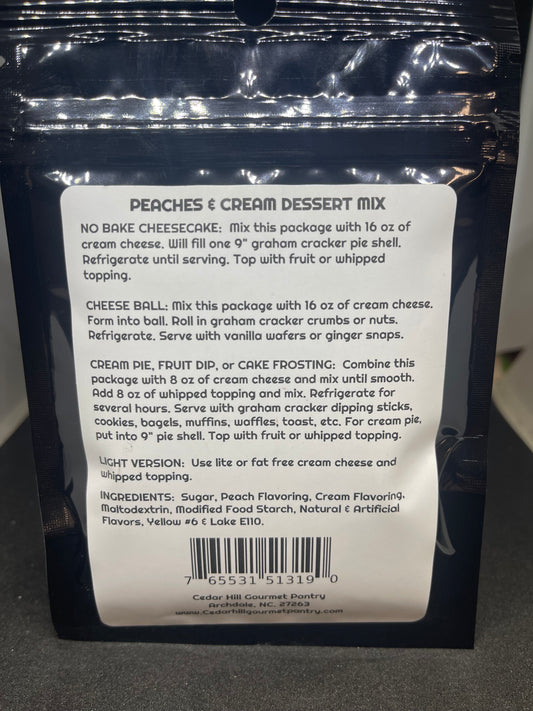 PEACHES & CREAM DESSERT MIX
NO BAKE CHEESECAKE: Mix this package with 16 oz of
cream cheese. Will fill one 9" graham cracker pie shell.
Refrigerate until serving. Top with fruit or whipped
topping.
CHEESE BALL: Mix this package with 16 oz of cream cheese.
Form into ball. Roll in graham cracker crumbs or nuts.
Refrigerate. Serve with vanilla wafers or ginger snaps.
CREAM PIE, FRUIT DIP, or CAKE FROSTING: Combine this
package with 8 oz of cream cheese and mix until smooth.
Add 8 oz of whipped topping and mix. Refrigerate for
several hours. Serve with graham cracker dipping sticks,
cookies, bagels, muffins, waffles, toast, etc. For cream pie,
put into 9" pie shell. Top with fruit or whipped topping.
LIGHT VERSION: Use lite or fat free cream cheese and
whipped topping.
INGREDIENTS: Sugar, Peach Flavoring, Cream Flavoring,
Maltodextrin, Modified Food Starch, Natural & Artificial
Flavors, Yellow #6 & Lake E110.
7 65531 51319 0
Cedar Hill Gourmet Pantry
Archdale, NC, 27263
www.Cedarhillgourmetpantry.com